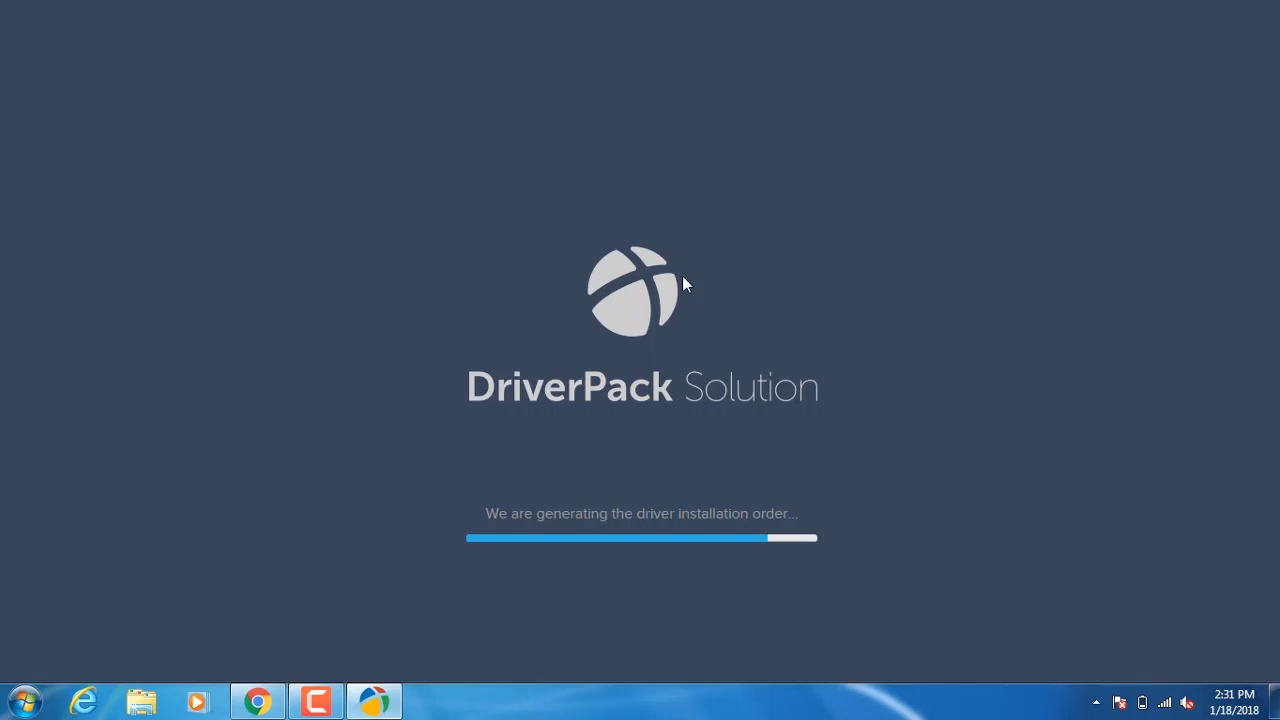 DriverPack Solution
We are generating the driver installation order...
2:31 PM
1/18/2018